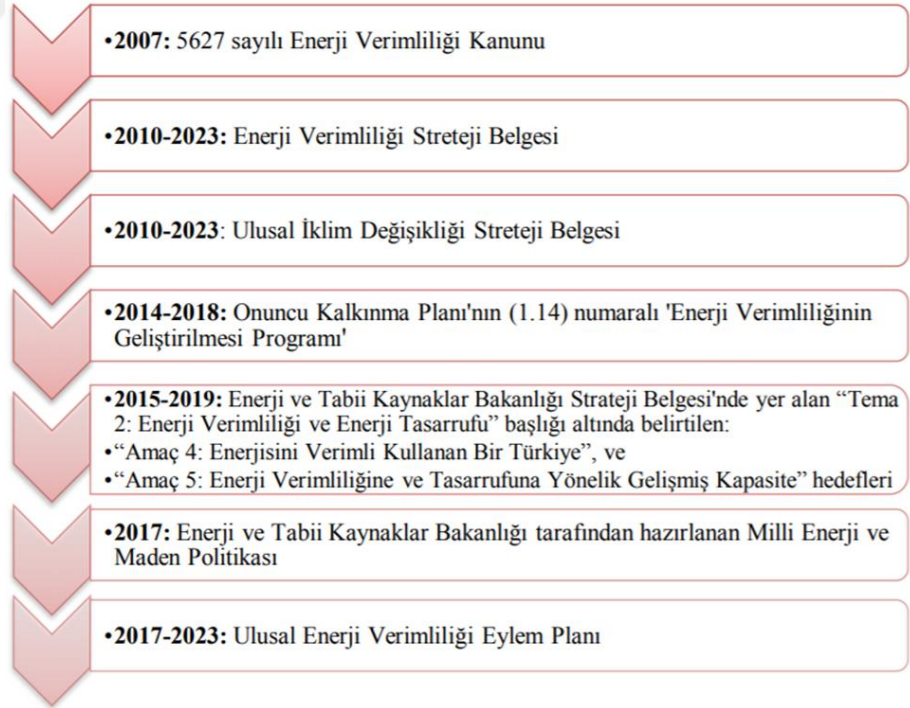 •2007: 5627 sayılı Enerji Verimliliği Kanunu
•2010-2023: Enerji Verimliliği Streteji Belgesi
•2010-2023: Ulusal İklim Değişikliği Streteji Belgesi
•2014-2018: Onuncu Kalkınma Planı'nın (1.14) numaralı 'Enerji Verimliliğinin
Geliştirilmesi Programı'
•2015-2019: Enerji ve Tabii Kaynaklar Bakanlığı Strateji Belgesi'nde yer alan “Tema
2: Enerji Verimliliği ve Enerji Tasarrufu” başlığı altında belirtilen:
•“Amaç 4: Enerjisini Verimli Kullanan Bir Türkiye”, ve
•“Amaç 5: Enerji Verimliliğine ve Tasarrufuna Yönelik Gelişmiş Kapasite” hedefleri
•2017: Enerji ve Tabii Kaynaklar Bakanlığı tarafından hazırlanan Milli Enerji ve
Maden Politikası
•2017-2023: Ulusal Enerji Verimliliği Eylem Planı